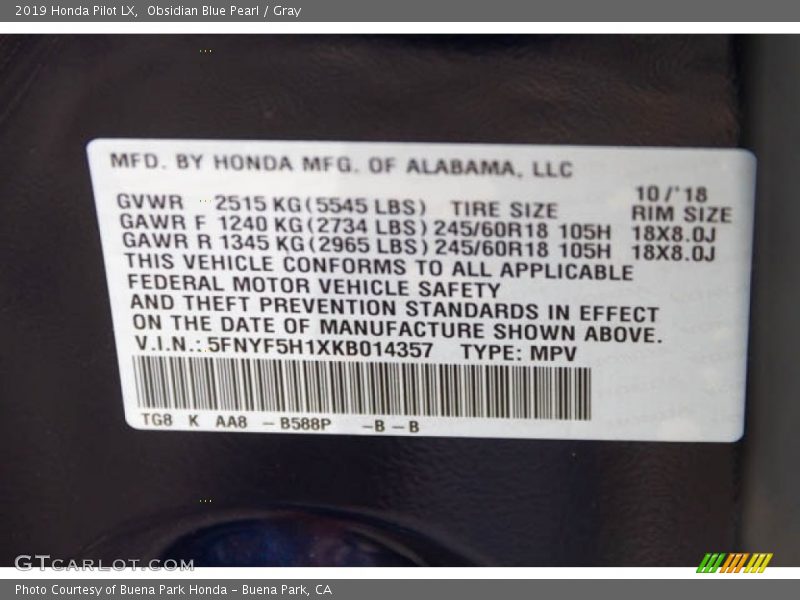 2019 Honda Pilot LX, Obsidian Blue Pearl / Gray
MFD. BY HONDA MFG. OF ALABAMA, LLC
10/'18
GVWR 2515 KG(5545 LBS) TIRE SIZE RIM SIZE
GAWR F 1240 KG(2734 LBS)245/60R18 105H 18X8.0J
GAWR R 1345 KG(2965 LBS)245/60R18 105H 18X8.0J
THIS VEHICLE CONFORMS TO ALL APPLICABLE
FEDERAL MOTOR VEHICLE SAFETY
AND THEFT PREVENTION STANDARDS IN EFFECT
ON THE DATE OF MANUFACTURE SHOWN ABOVE.
V.I.N.: 5FNYF5H1XKB014357 TYPE: MPV
TG8 K AA8 - B588P -B - B
GTCARLOT.COM
Photo Courtesy of Buena Park Honda - Buena Park, CA